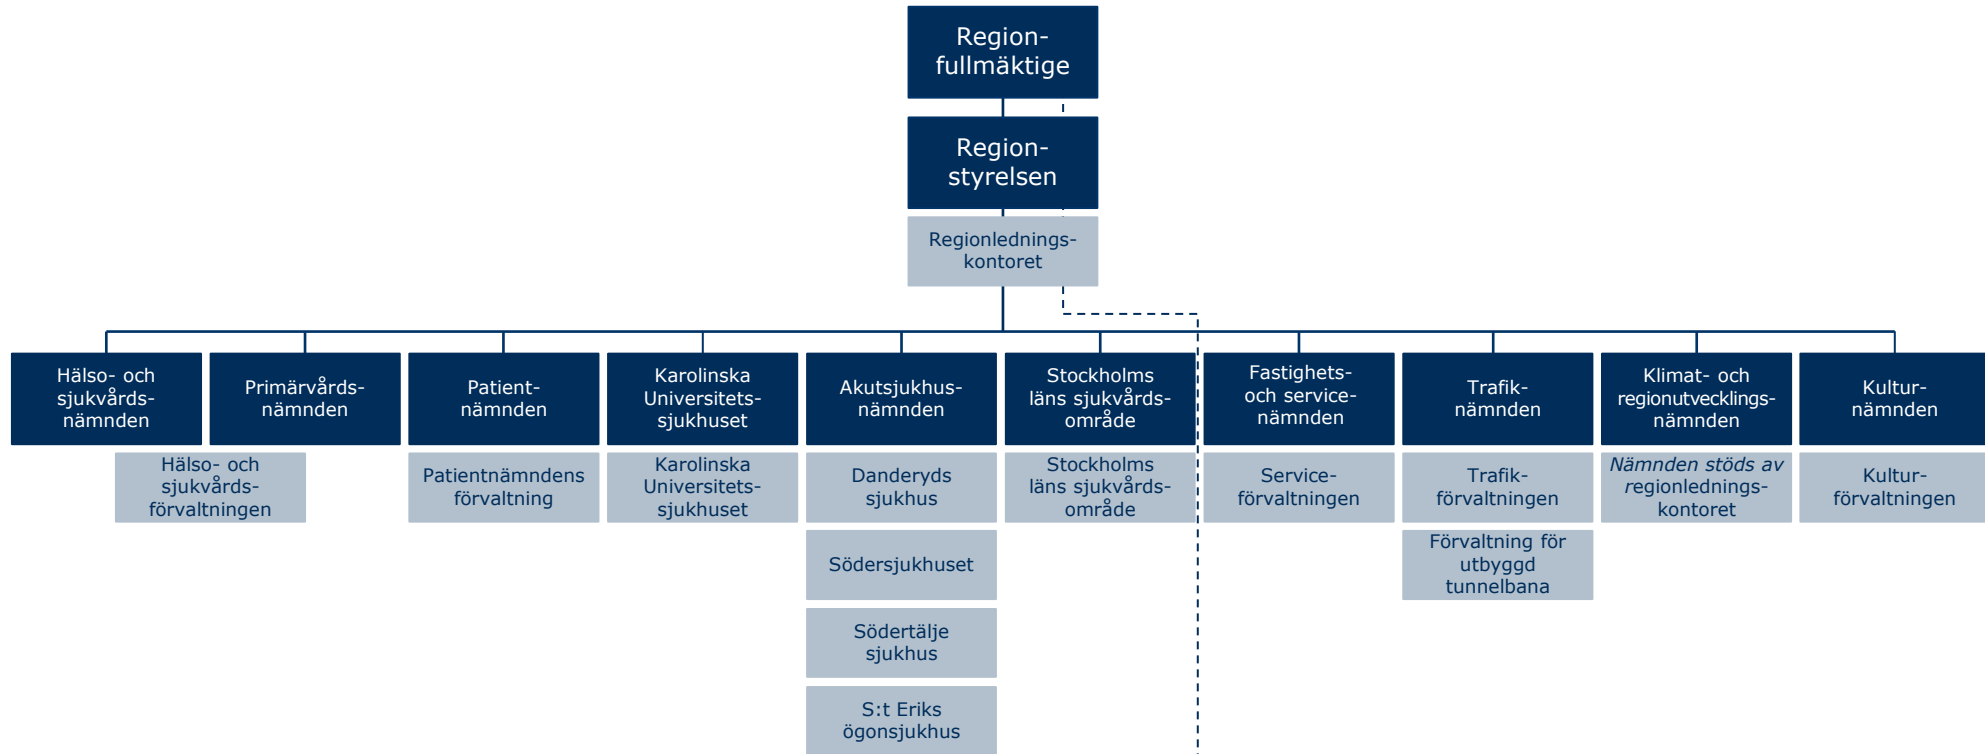 Region-
fullmäktige
Region-
styrelsen
Regionlednings-
kontoret
Hälso- och
sjukvårds-
nämnden
Primärvårds-
nämnden
Patient-
nämnden
Karolinska
Universitets-
sjukhuset
Akutsjukhus-
nämnden
Stockholms
läns sjukvårds-
område
Fastighets-
och service-
nämnden
Trafik-
nämnden
Klimat- och
regionutvecklings-
nämnden
Kultur-
nämnden
Hälso- och
sjukvårds-
förvaltningen
Patientnämndens
förvaltning
Karolinska
Universitets-
sjukhuset
Danderyds
sjukhus
Stockholms
läns sjukvårds-
område
Service-
förvaltningen
Trafik-
förvaltningen
Nämnden stöds av
regionlednings-
kontoret
Kultur-
förvaltningen
Södersjukhuset
Förvaltning för
utbyggd
tunnelbana
Södertälje
sjukhus
S:t Eriks
ögonsjukhus